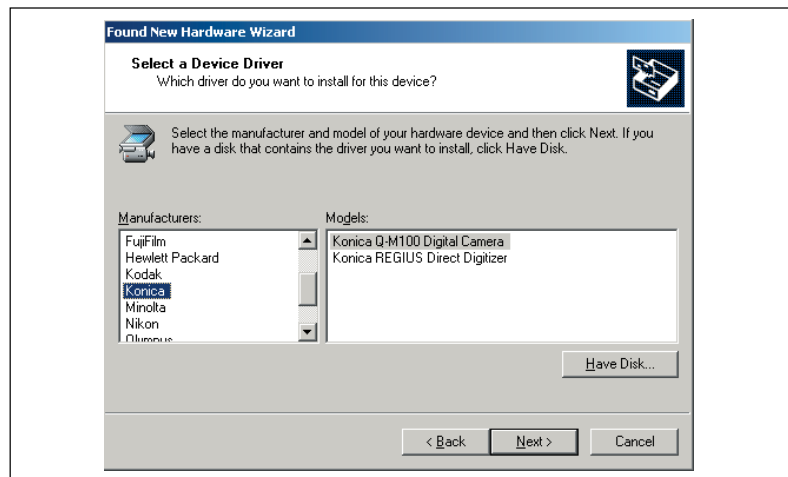 Found New Hardware Wizard
Select a Device Driver
Which driver do you want to install for this device?
Select the manufacturer and model of your hardware device and then click Next. If you
have a disk that contains the driver you want to install, click Have Disk.
Manufacturers:
FujiFilm
Hewlett Packard
Kodak
Konica
Minolta
Nikon
Olympus
Models:
Konica Q-M100 Digital Camera
Konica REGIUS Direct Digitizer
Have Disk...
< Back
Next >
Cancel